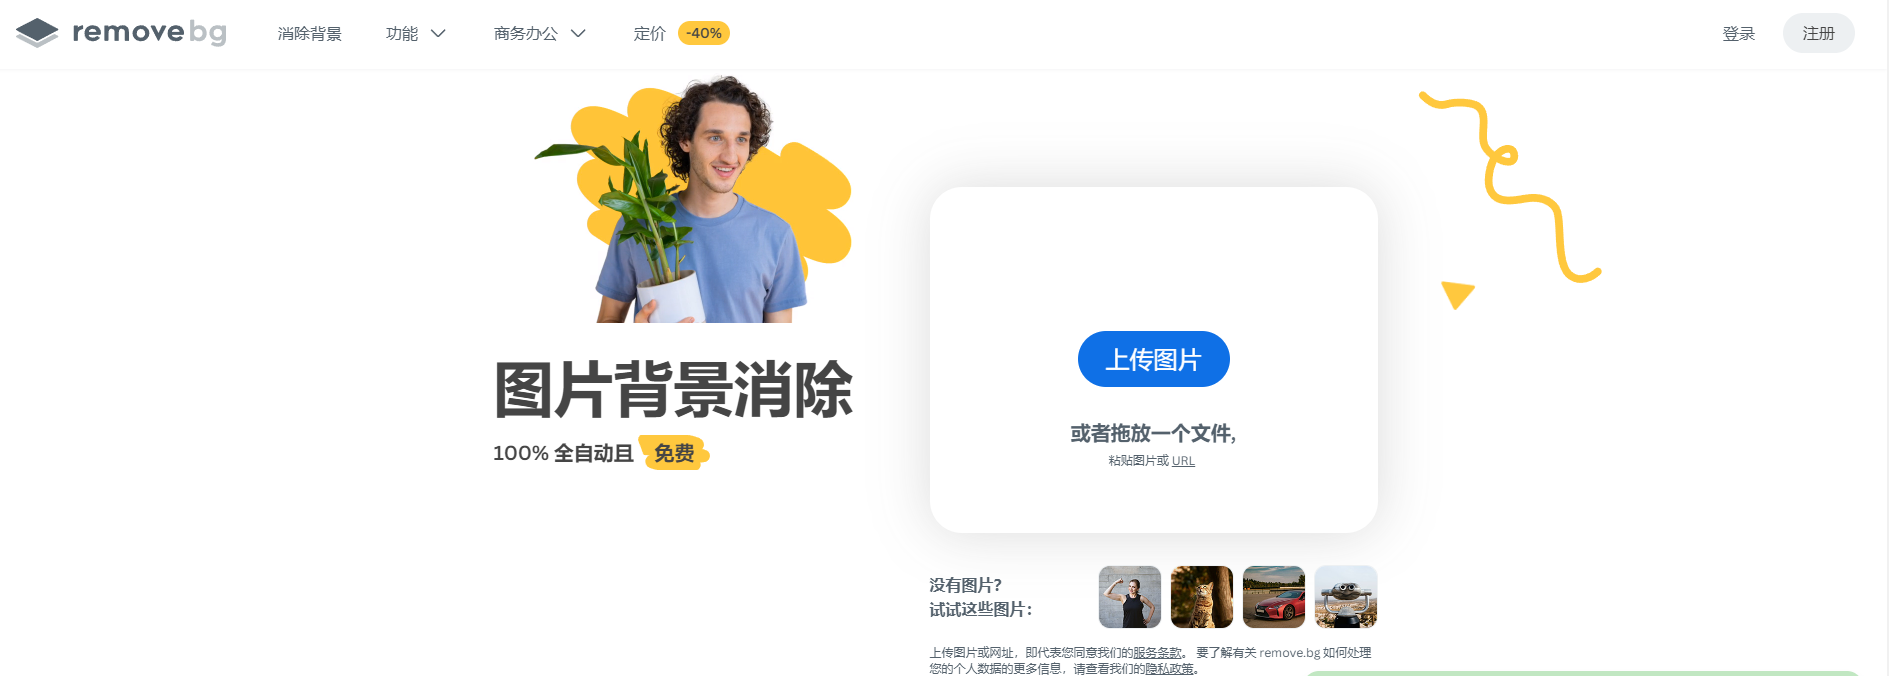 removebg
消除背景
功能
商务办公
定价
-40%
登录
注册
图片背景消除
100% 全自动且 免费
上传图片
或者拖放一个文件,
粘贴图片或 URL
没有图片?
试试这些图片：
上传图片或网址，即代表您同意我们的服务条款。 要了解有关 remove.bg 如何处理
您的个人数据的更多信息，请查看我们的隐私政策。